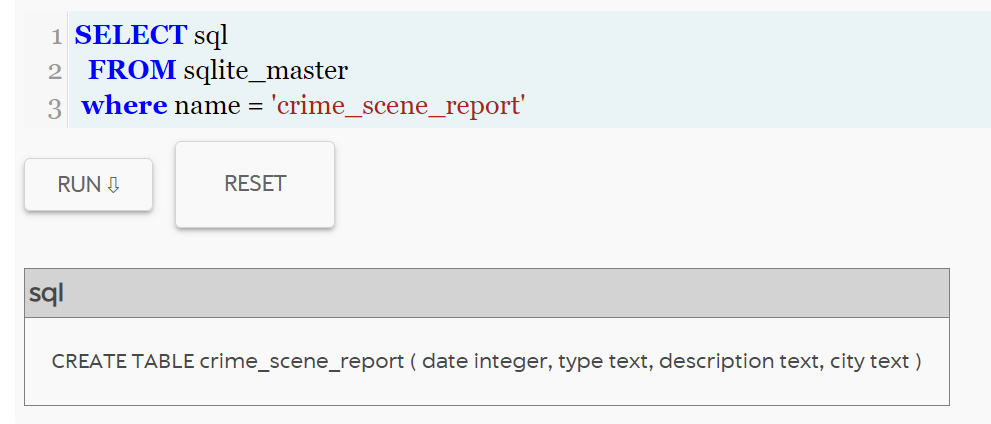 1 SELECT sql
2 FROM sqlite_master
3 where name = 'crime_scene_report'
RUN ⇩ RESET
sql
CREATE TABLE crime_scene_report ( date integer, type text, description text, city text )